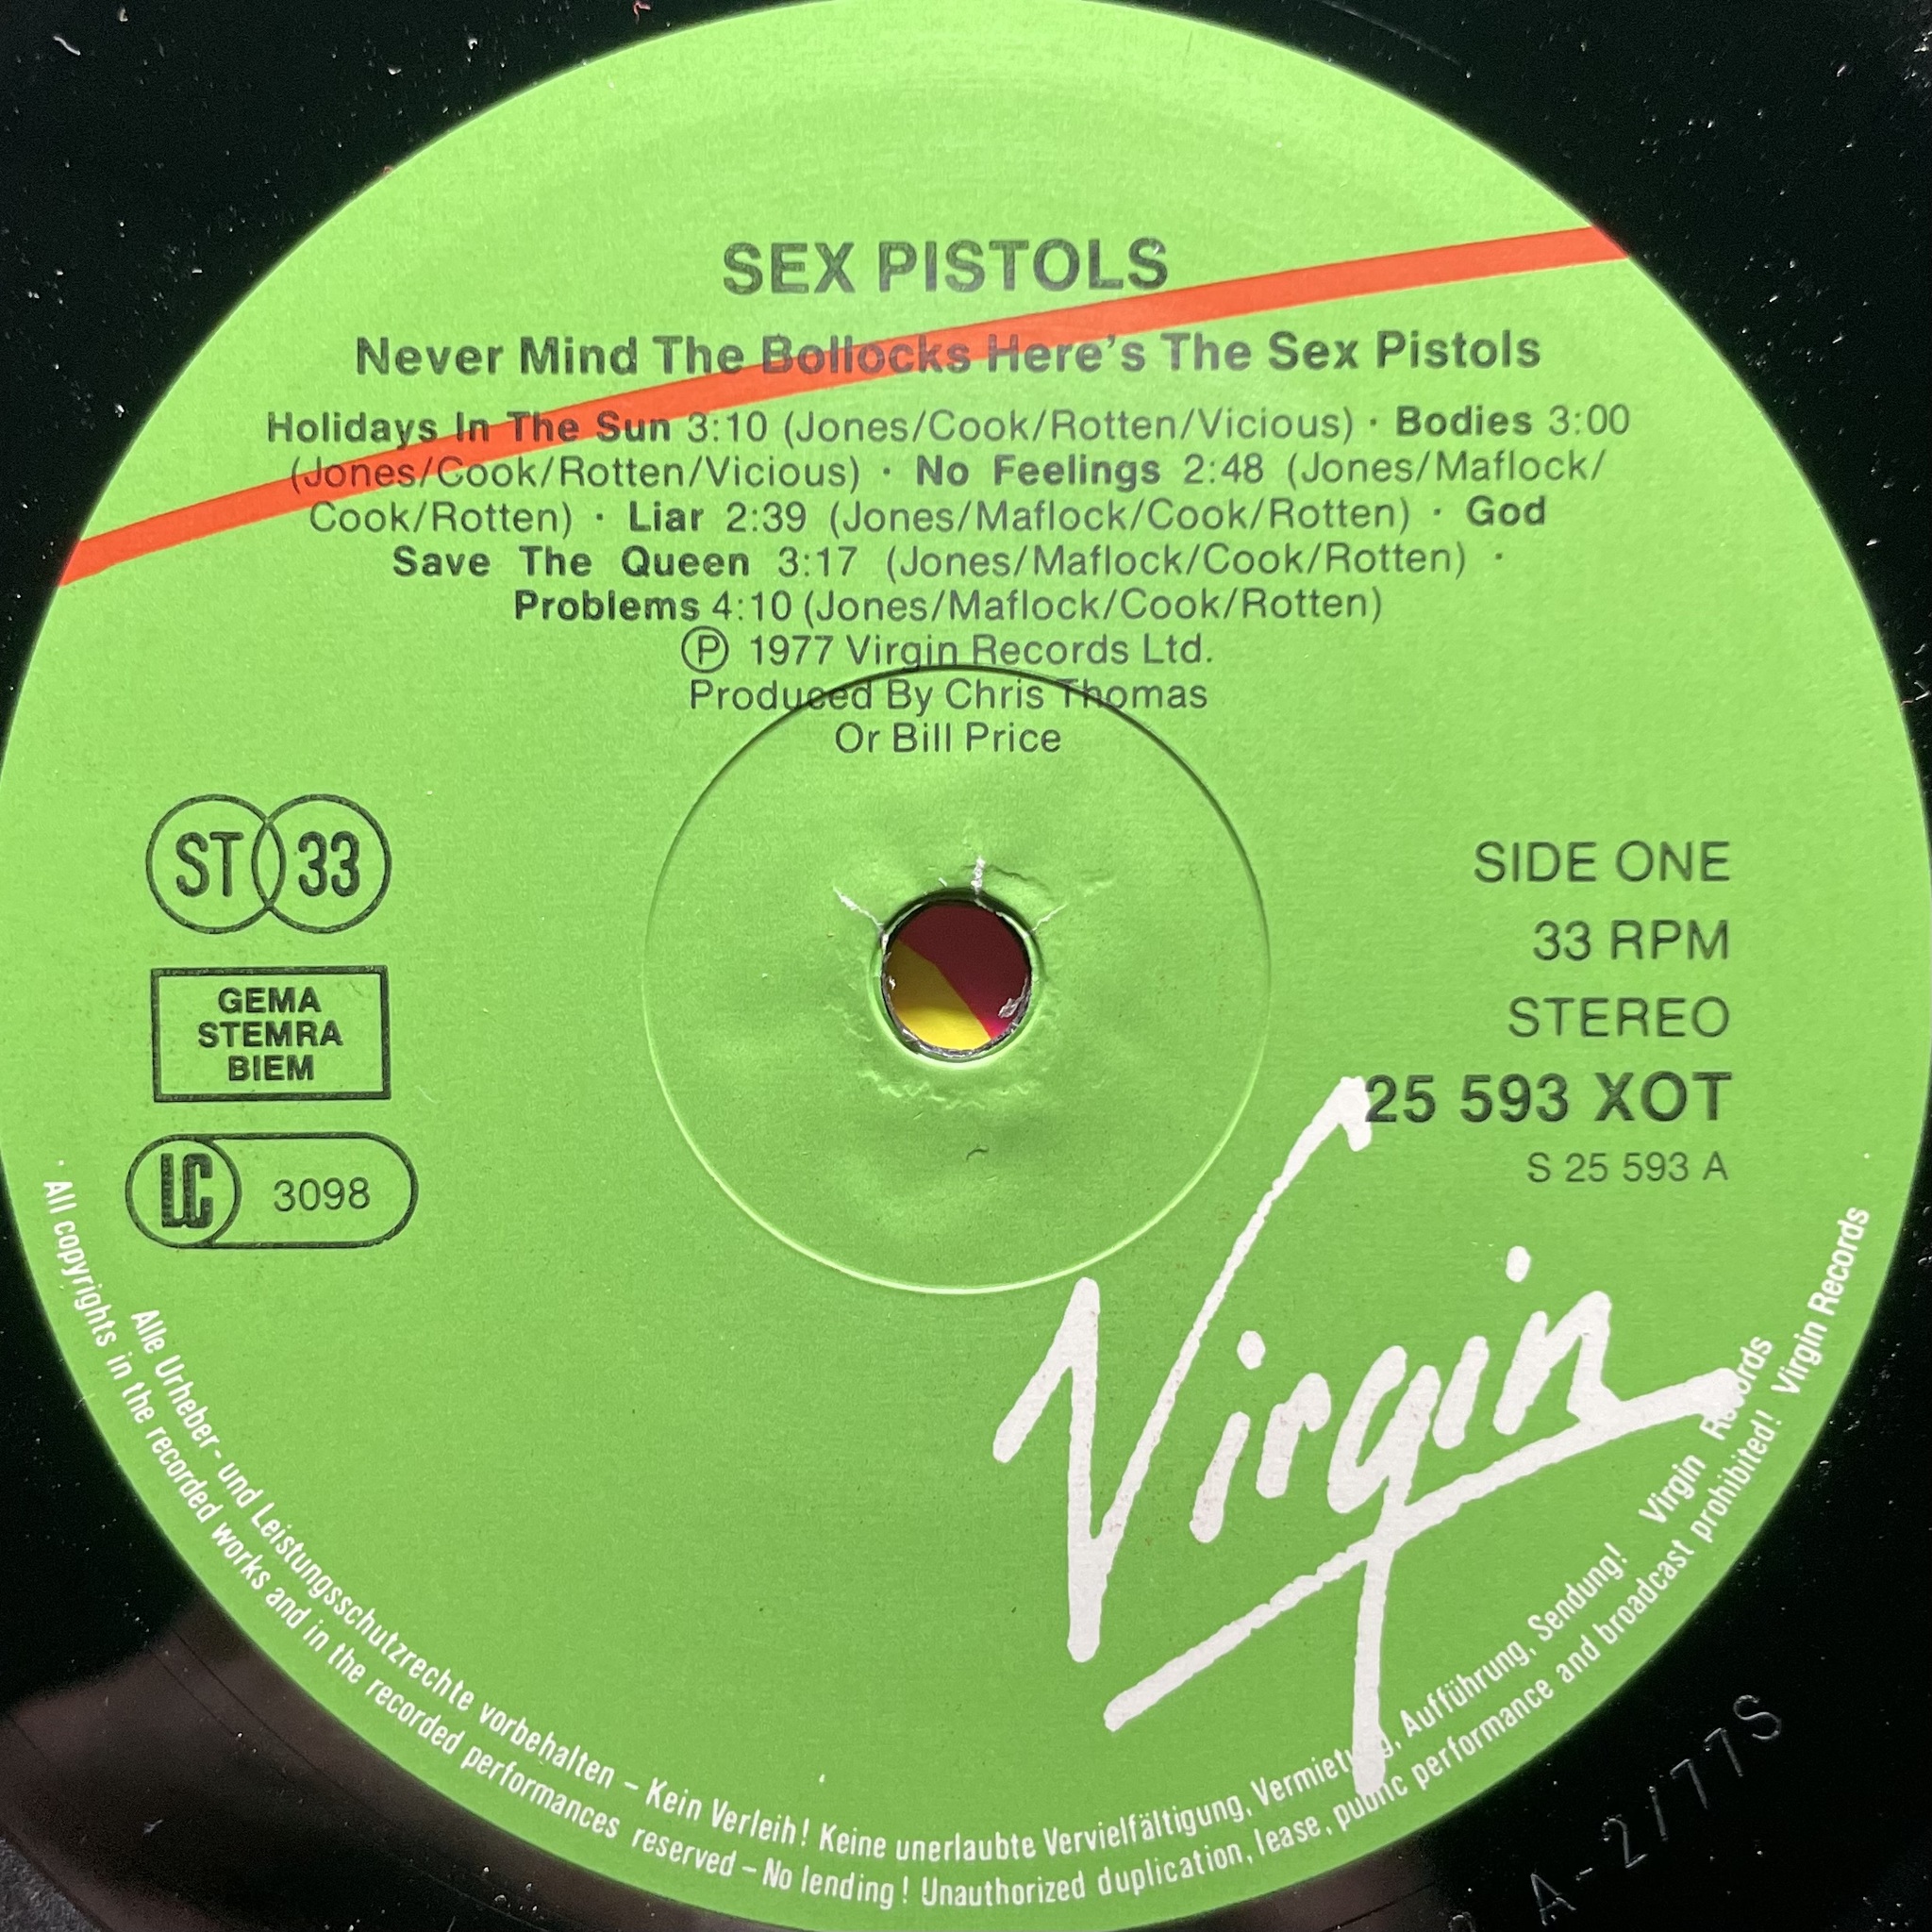 SEX PISTOLS
Never Mind The Bollocks Here's The Sex Pistols
Holidays In The Sun 3:10 (Jones/Cook/Rotten/Vicious) · Bodies 3:00
(Jones/Cook/Rotten/Vicious) · No Feelings 2:48 (Jones/Maflock/
Cook/Rotten) · Liar 2:39 (Jones/Maflock/Cook/Rotten) · God
Save The Queen 3:17 (Jones/Maflock/Cook/Rotten) ·
Problems 4:10 (Jones/Maflock/Cook/Rotten)
Ⓟ 1977 Virgin Records Ltd.
Produced By Chris Thomas
Or Bill Price
ST 33
GEMA
STEMRA
BIEM
LC 3098
SIDE ONE
33 RPM
STEREO
25 593 XOT
S 25 593 A
Virgin
Alle Urheber- und Leistungsschutzrechte vorbehalten – Kein Verleih! Keine unerlaubte Vervielfältigung, Vermietung, Aufführung, Sendung! Virgin Records
· All copyrights in the recorded works and in the recorded performances reserved – No lending! Unauthorized duplication, lease, public performance and broadcast prohibited! Virgin Records
A-2/77S